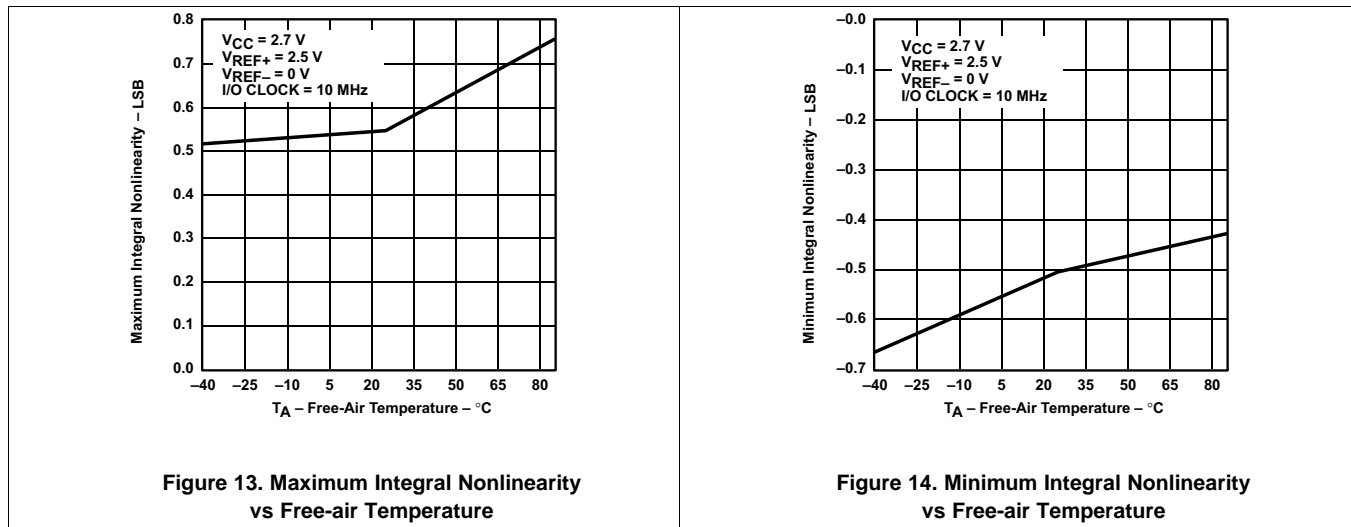 0.8
0.7
0.6
0.5
0.4
0.3
0.2
0.1
0.0
Maximum Integral Nonlinearity – LSB
VCC = 2.7 V
VREF+ = 2.5 V
VREF– = 0 V
I/O CLOCK = 10 MHz
–40 –25 –10 5 20 35 50 65 80
TA – Free-Air Temperature – °C
Figure 13. Maximum Integral Nonlinearity
vs Free-air Temperature
–0.0
–0.1
–0.2
–0.3
–0.4
–0.5
–0.6
–0.7
Minimum Integral Nonlinearity – LSB
VCC = 2.7 V
VREF+ = 2.5 V
VREF– = 0 V
I/O CLOCK = 10 MHz
–40 –25 –10 5 20 35 50 65 80
TA – Free-Air Temperature – °C
Figure 14. Minimum Integral Nonlinearity
vs Free-air Temperature